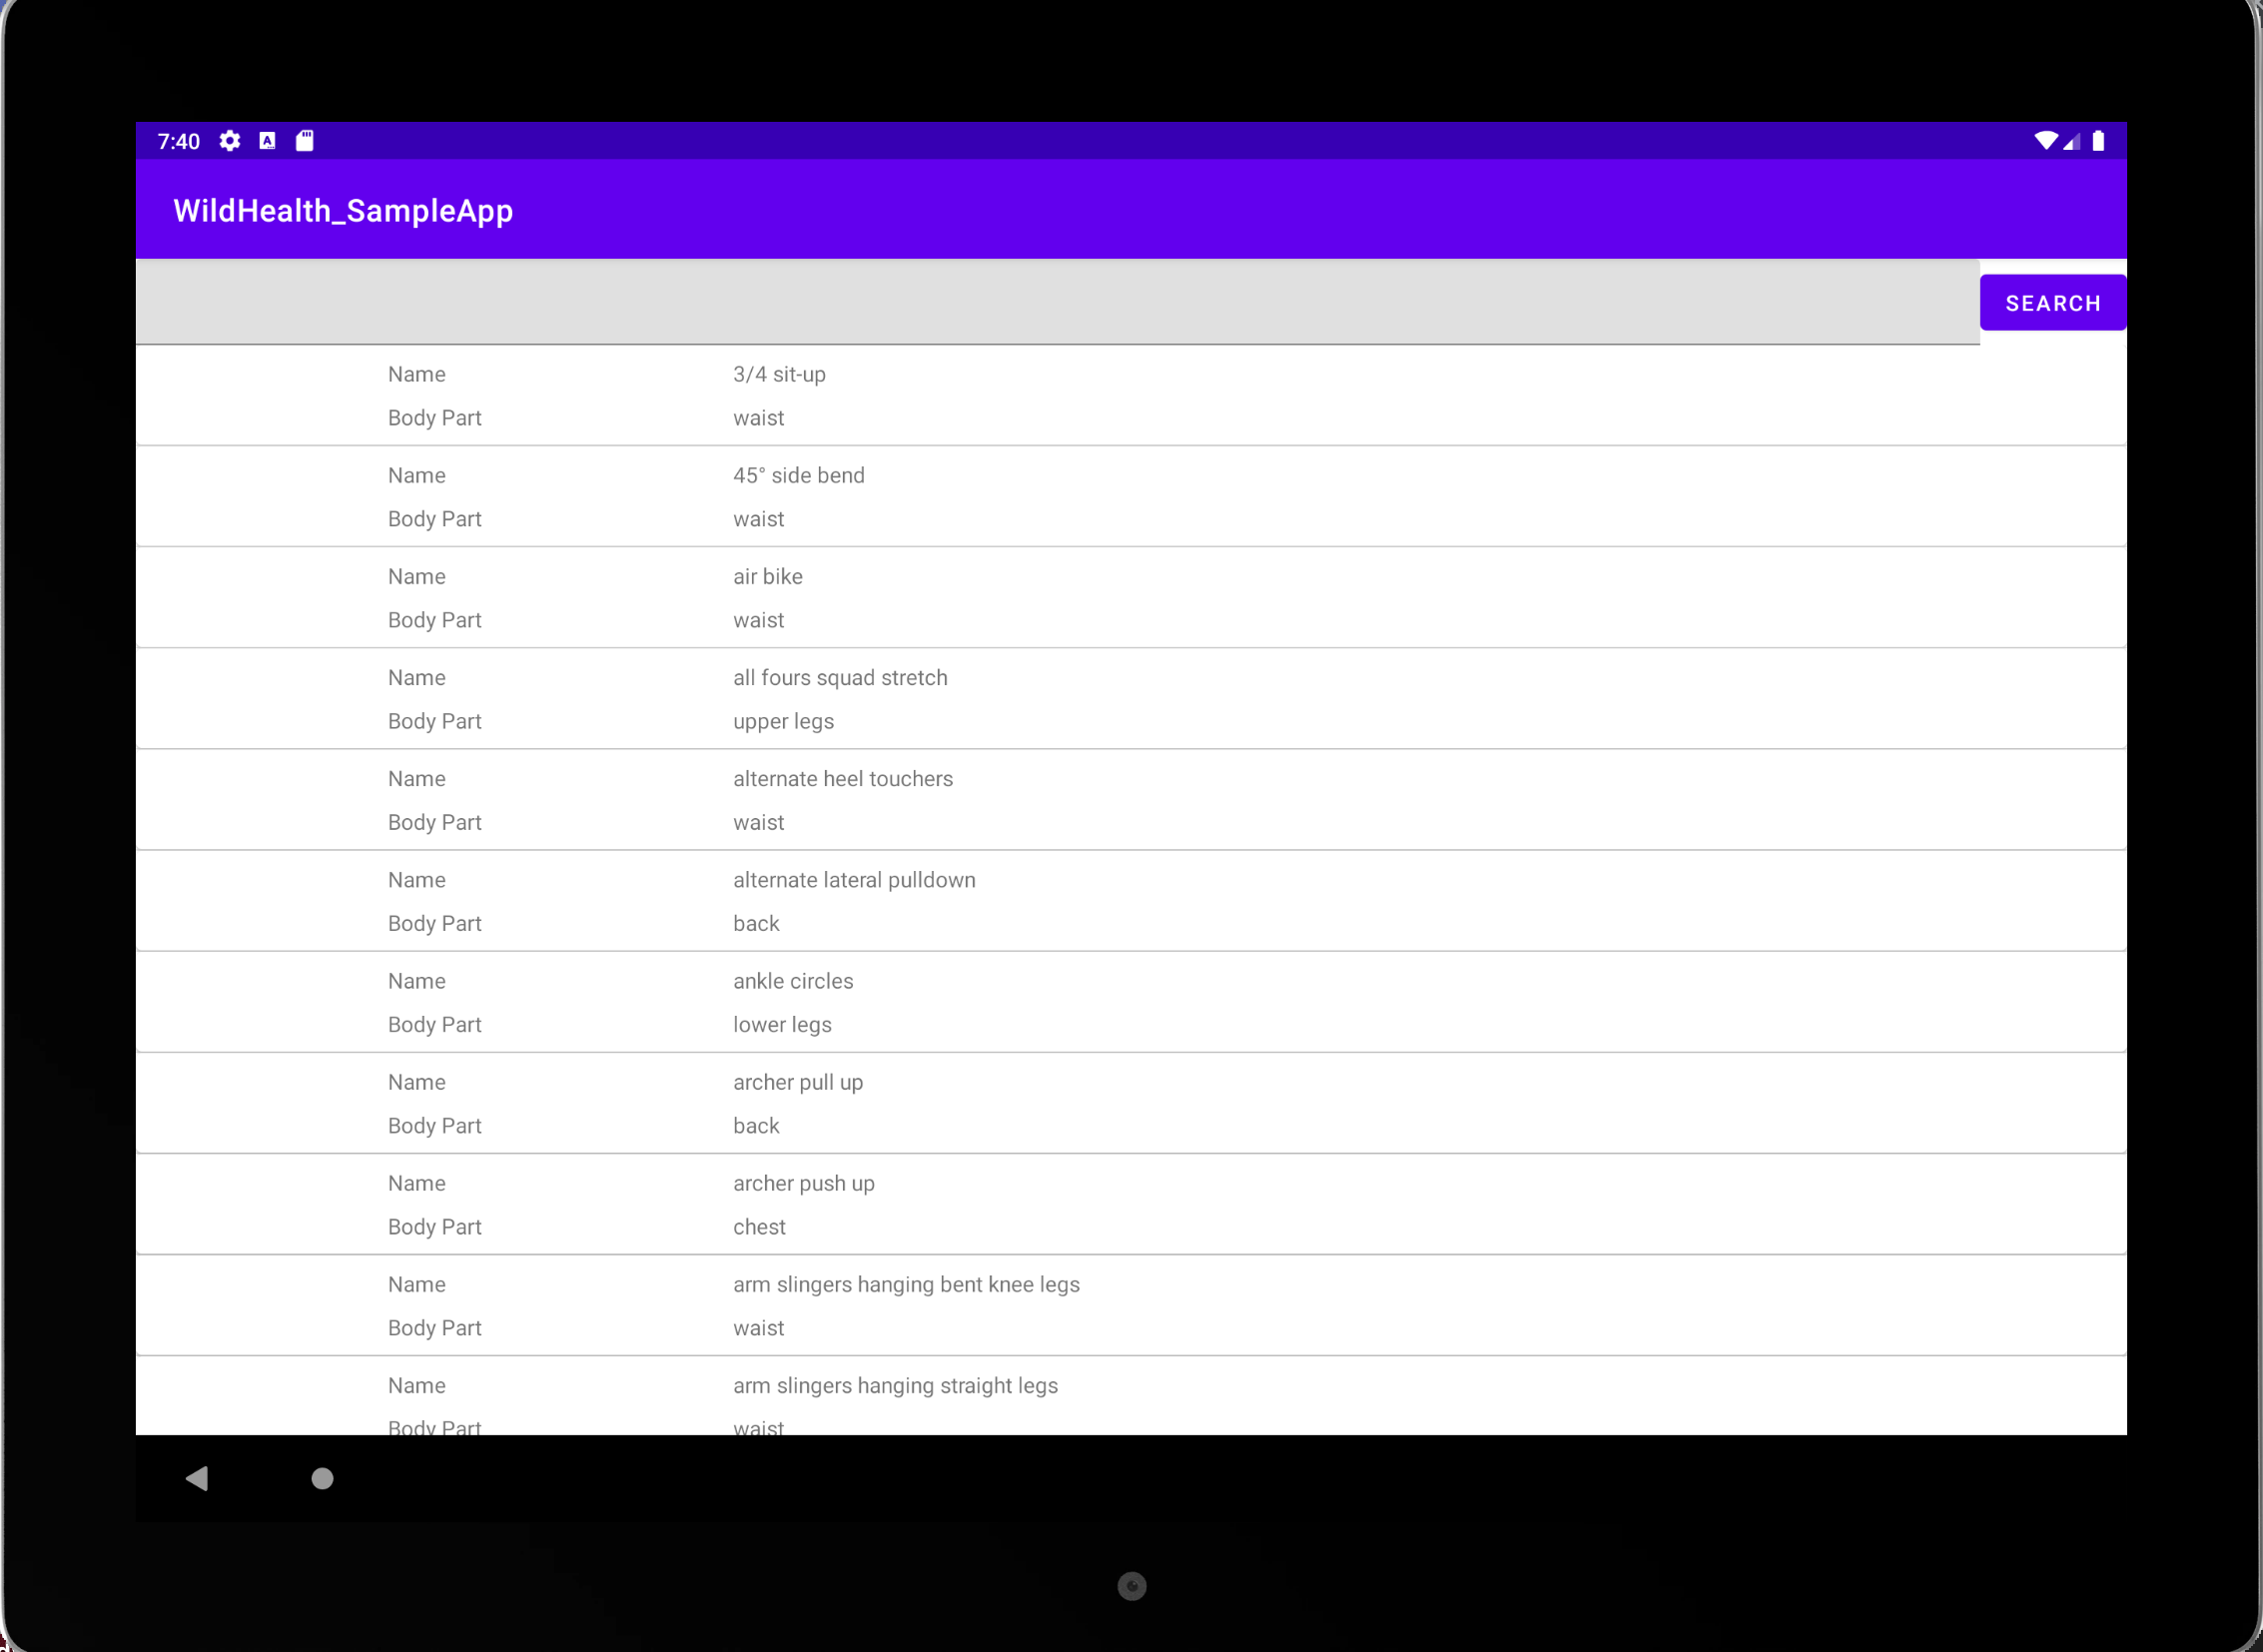 7:40
WildHealth_SampleApp
SEARCH
Name 3/4 sit-up
Body Part waist
Name 45° side bend
Body Part waist
Name air bike
Body Part waist
Name all fours squad stretch
Body Part upper legs
Name alternate heel touchers
Body Part waist
Name alternate lateral pulldown
Body Part back
Name ankle circles
Body Part lower legs
Name archer pull up
Body Part back
Name archer push up
Body Part chest
Name arm slingers hanging bent knee legs
Body Part waist
Name arm slingers hanging straight legs
Body Part waist